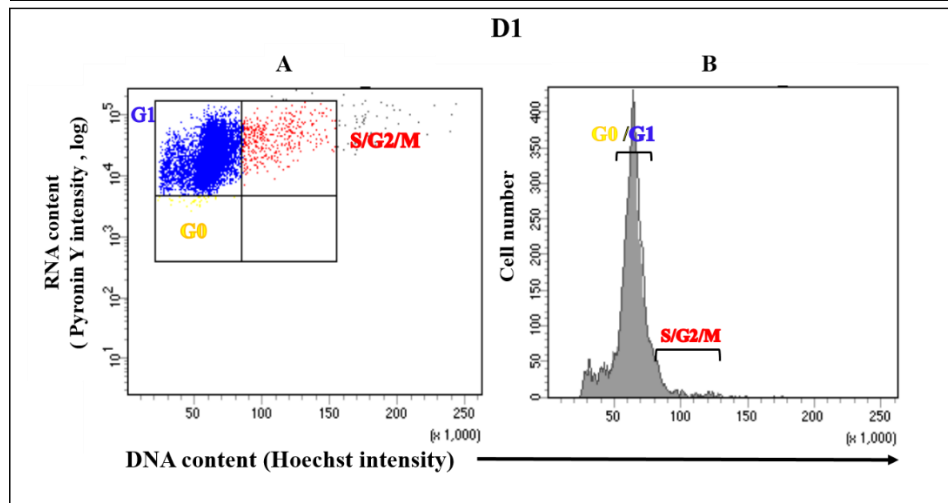 D1
A
B
G1
S/G2/M
G0
RNA content
( Pyronin Y intensity , log)
10^5
10^4
10^3
10^2
10^1
50
100
150
200
250
(x 1,000)
G0 /G1
S/G2/M
Cell number
400
350
300
250
200
150
100
50
0
50
100
150
200
250
(x 1,000)
DNA content (Hoechst intensity)